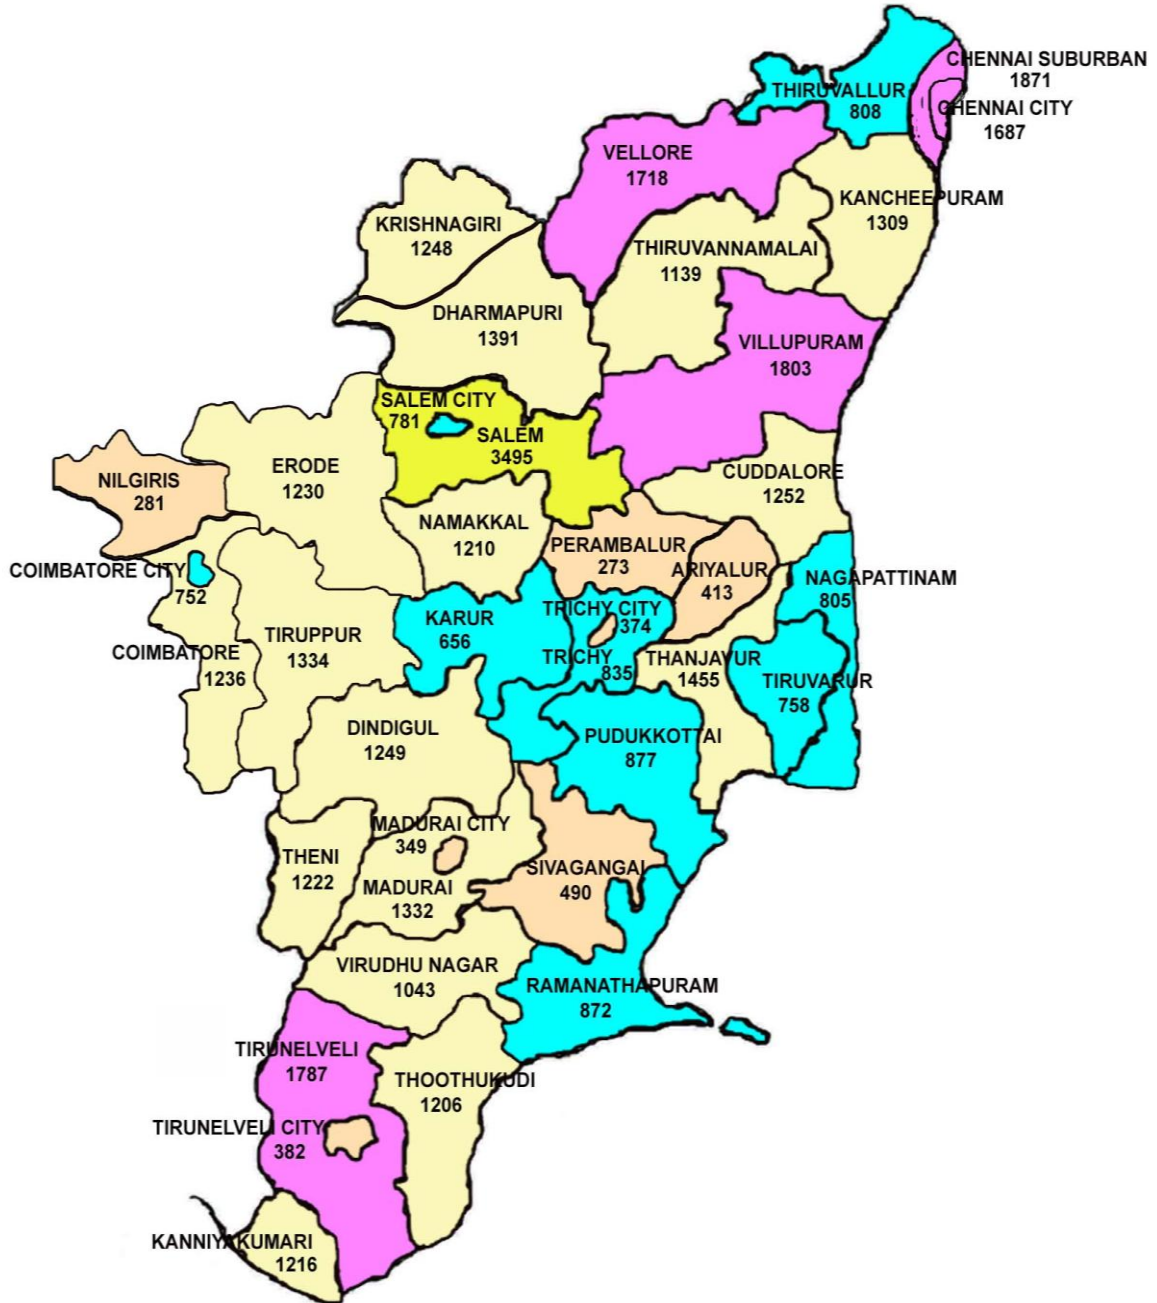 CHENNAI SUBURBAN
1871
THIRUVALLUR
808
CHENNAI CITY
1687
VELLORE
1718
KANCHEEPURAM
1309
KRISHNAGIRI
1248
THIRUVANNAMALAI
1139
DHARMAPURI
1391
VILLUPURAM
1803
SALEM CITY
781
SALEM
3495
ERODE
1230
CUDDALORE
1252
NILGIRIS
281
NAMAKKAL
1210
PERAMBALUR
273
ARIYALUR
413
COIMBATORE CITY
752
NAGAPATTINAM
805
TRICHY CITY
374
KARUR
656
TIRUPPUR
1334
TRICHY
835
THANJAVUR
1455
COIMBATORE
1236
TIRUVARUR
758
DINDIGUL
1249
PUDUKKOTTAI
877
MADURAI CITY
349
THENI
1222
SIVAGANGAI
490
MADURAI
1332
VIRUDHU NAGAR
1043
RAMANATHAPURAM
872
TIRUNELVELI
1787
THOOTHUKUDI
1206
TIRUNELVELI CITY
382
KANNIYAKUMARI
1216